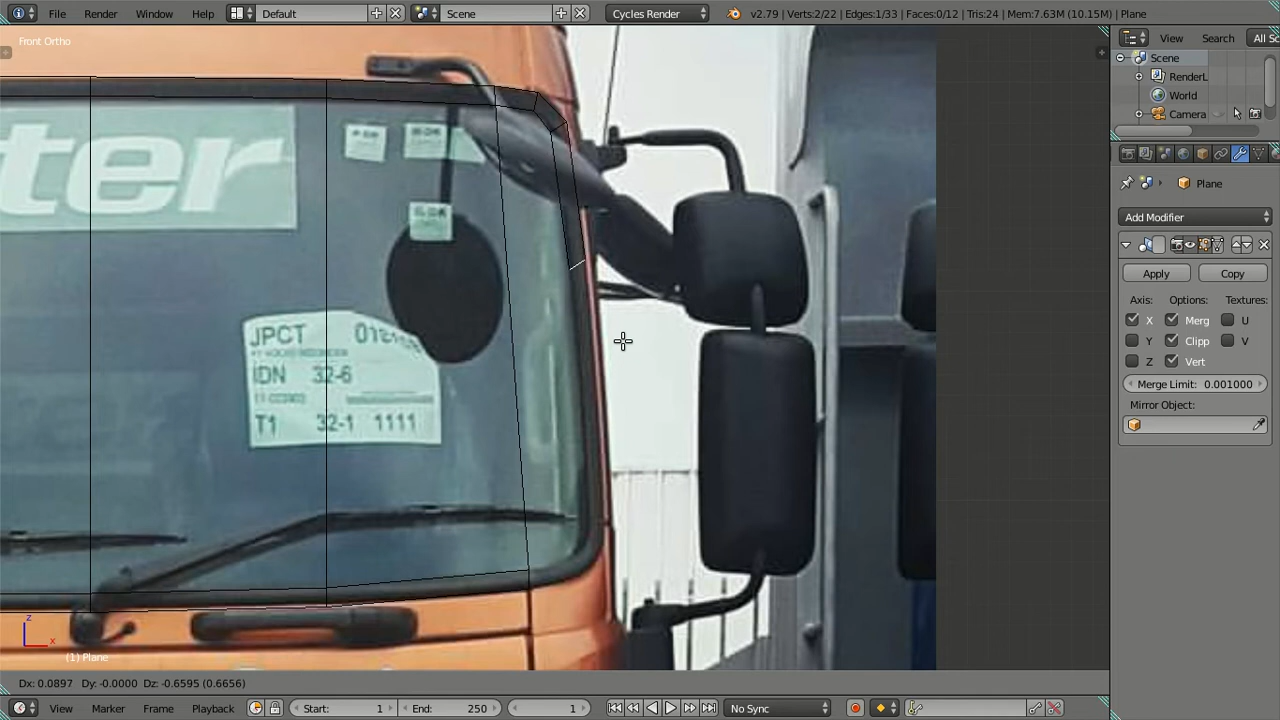 File Render Window Help Default Scene Cycles Render v2.79 | Verts:2/22 | Edges:1/33 | Faces:0/12 | Tris:24 | Mem:7.63M (10.15M) | Plane
Front Ortho
View Search All Sc
Scene
RenderL
World
Camera
ter
Plane
Add Modifier
Apply Copy
Axis: Options: Textures:
X Merg U
Y Clipp V
Z Vert
Merge Limit: 0.001000
Mirror Object:
JPCT
IDN 32-6
T1 32-1 1111
z
x
(1) Plane
Dx: 0.0897 Dy: -0.0000 Dz: -0.6595 (0.6656)
View Marker Frame Playback Start: 1 End: 250 1 No Sync